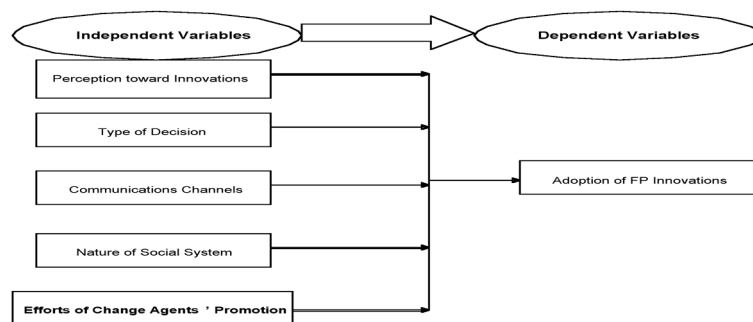 Independent Variables
Dependent Variables
Perception toward Innovations
Type of Decision
Communications Channels
Adoption of FP Innovations
Nature of Social System
Efforts of Change Agents ’ Promotion